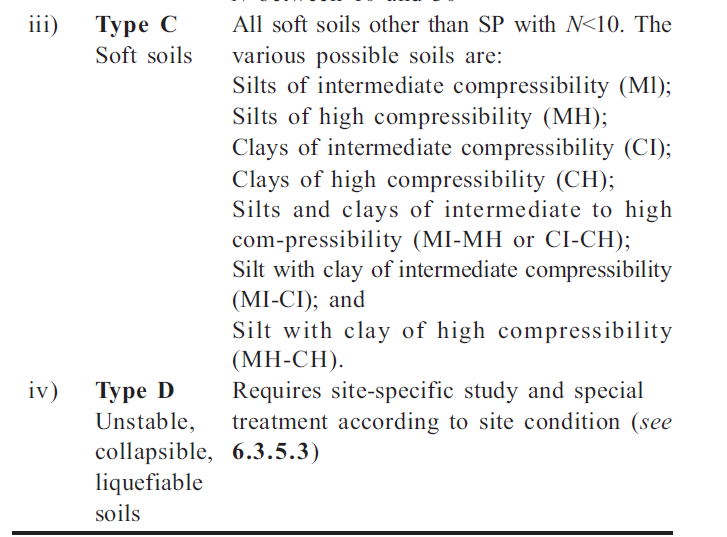 iii) Type C All soft soils other than SP with N<10. The
Soft soils various possible soils are:
Silts of intermediate compressibility (Ml);
Silts of high compressibility (MH);
Clays of intermediate compressibility (CI);
Clays of high compressibility (CH);
Silts and clays of intermediate to high
com-pressibility (MI-MH or CI-CH);
Silt with clay of intermediate compressibility
(MI-CI); and
Silt with clay of high compressibility
(MH-CH).
iv) Type D Requires site-specific study and special
Unstable, treatment according to site condition (see
collapsible, 6.3.5.3)
liquefiable
soils